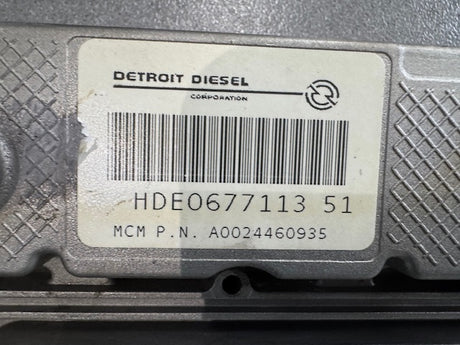 DETROIT DIESEL
CORPORATION
HDE0677113 51
MCM P.N. A0024460935